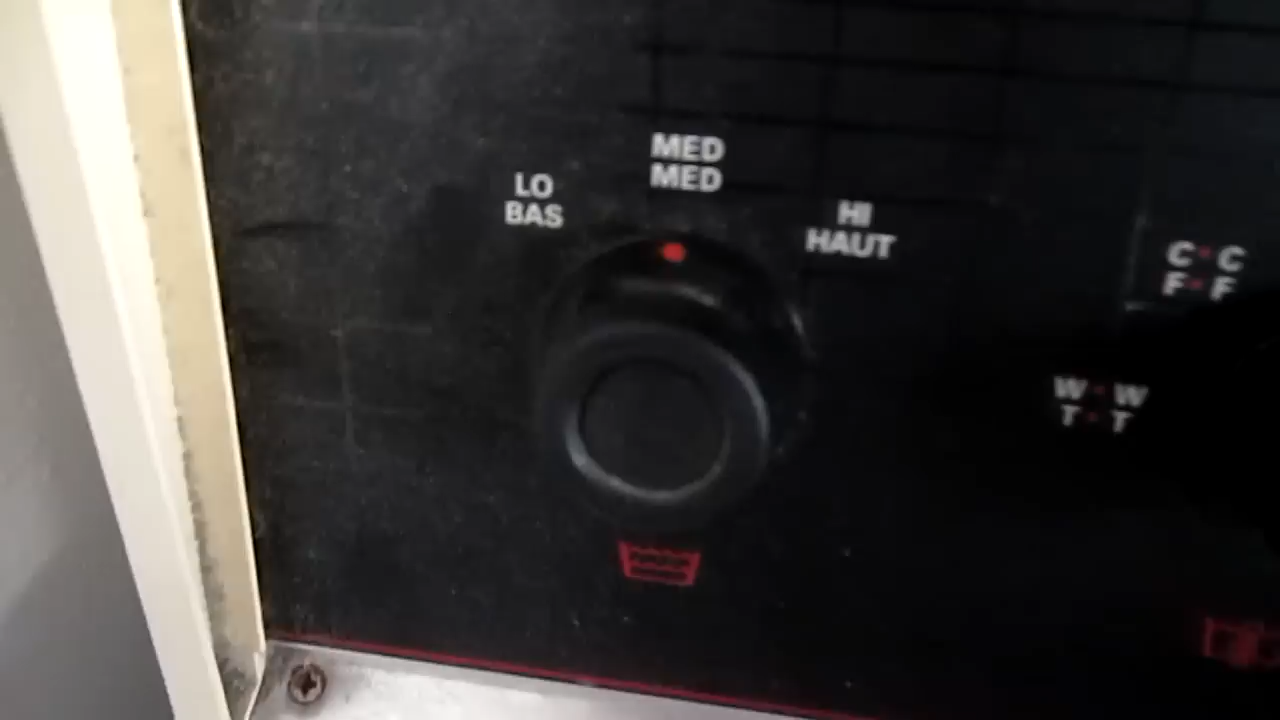 MED
MED
LO
BAS
HI
HAUT
C • C
F • F
W • W
T • T